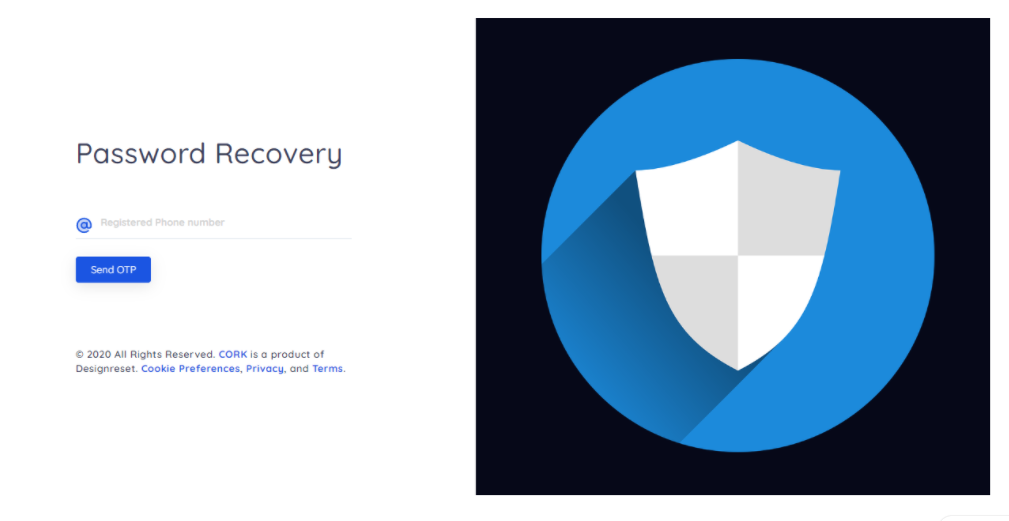 Password Recovery
@ Registered Phone number
Send OTP
© 2020 All Rights Reserved. CORK is a product of
Designreset. Cookie Preferences, Privacy, and Terms.